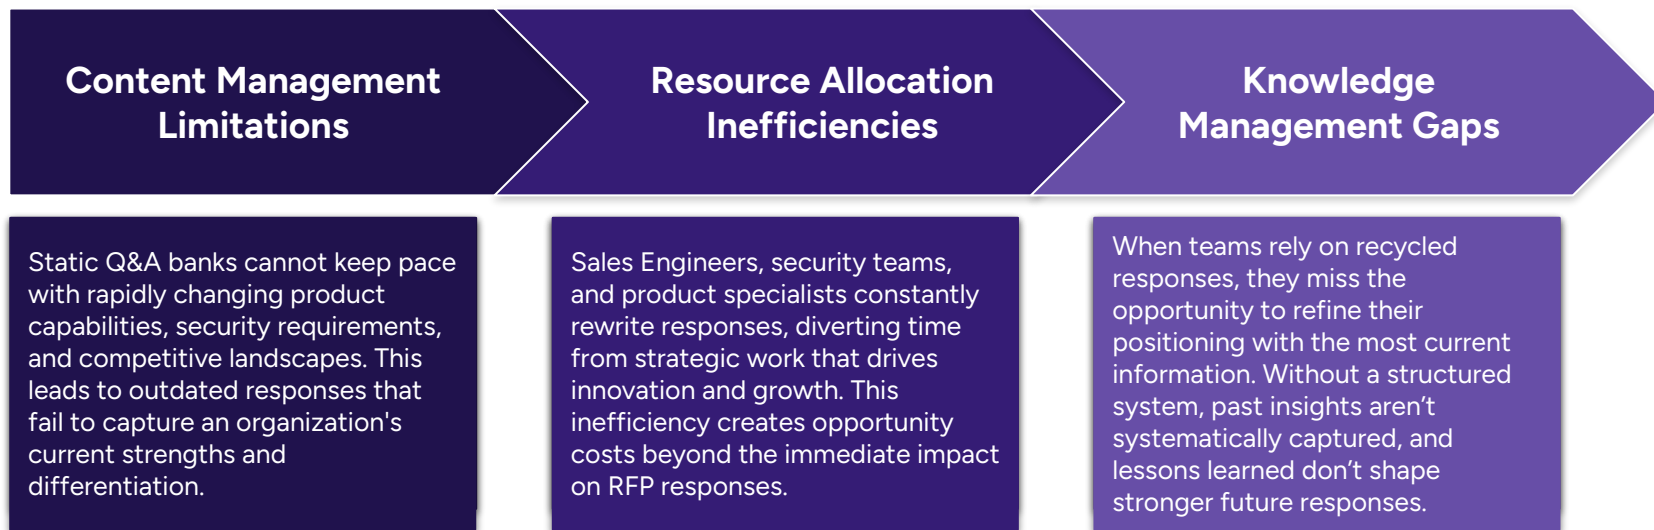 Content Management
Limitations
Resource Allocation
Inefficiencies
Knowledge
Management Gaps
Static Q&A banks cannot keep pace
with rapidly changing product
capabilities, security requirements,
and competitive landscapes. This
leads to outdated responses that
fail to capture an organization's
current strengths and
differentiation.
Sales Engineers, security teams,
and product specialists constantly
rewrite responses, diverting time
from strategic work that drives
innovation and growth. This
inefficiency creates opportunity
costs beyond the immediate impact
on RFP responses.
When teams rely on recycled
responses, they miss the
opportunity to refine their
positioning with the most current
information. Without a structured
system, past insights aren’t
systematically captured, and
lessons learned don’t shape
stronger future responses.